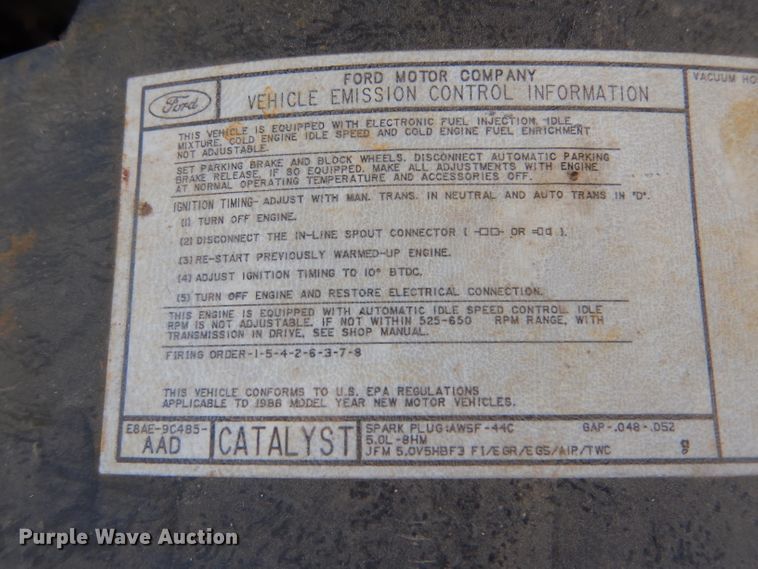 FORD MOTOR COMPANY
VACUUM HO
Ford
VEHICLE EMISSION CONTROL INFORMATION
THIS VEHICLE IS EQUIPPED WITH ELECTRONIC FUEL INJECTION. IDLE
MIXTURE, COLD ENGINE IDLE SPEED AND COLD ENGINE FUEL ENRICHMENT
NOT ADJUSTABLE.
SET PARKING BRAKE AND BLOCK WHEELS. DISCONNECT AUTOMATIC PARKING
BRAKE RELEASE, IF SO EQUIPPED. MAKE ALL ADJUSTMENTS WITH ENGINE
AT NORMAL OPERATING TEMPERATURE AND ACCESSORIES OFF.
IGNITION TIMING- ADJUST WITH MAN. TRANS. IN NEUTRAL AND AUTO TRANS IN "D".
(1) TURN OFF ENGINE.
(2) DISCONNECT THE IN-LINE SPOUT CONNECTOR ( OR ).
(3) RE-START PREVIOUSLY WARMED-UP ENGINE.
(4) ADJUST IGNITION TIMING TO 10° BTDC.
(5) TURN OFF ENGINE AND RESTORE ELECTRICAL CONNECTION.
THIS ENGINE IS EQUIPPED WITH AUTOMATIC IDLE SPEED CONTROL. IDLE
RPM IS NOT ADJUSTABLE. IF NOT WITHIN 525-650 RPM RANGE, WITH
TRANSMISSION IN DRIVE, SEE SHOP MANUAL.
FIRING ORDER-1-5-4-2-6-3-7-8
THIS VEHICLE CONFORMS TO U.S. EPA REGULATIONS
APPLICABLE TO 1988 MODEL YEAR NEW MOTOR VEHICLES.
E8AE-9C485-
AAD
CATALYST
SPARK PLUG:AWSF-44C GAP-.048-.052
5.0L-8HM
JFM 5.0V5HBF3 FI/EGR/EGS/AIP/TWC
Purple Wave Auction